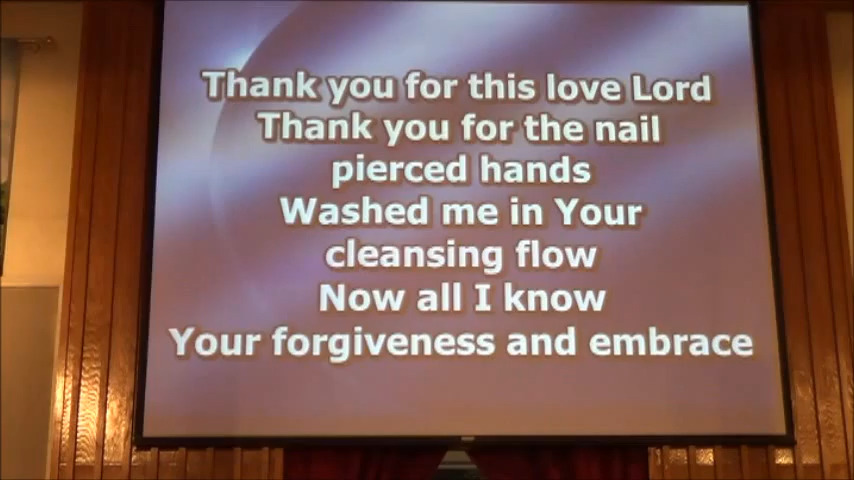 Thank you for this love Lord
Thank you for the nail
pierced hands
Washed me in Your
cleansing flow
Now all I know
Your forgiveness and embrace